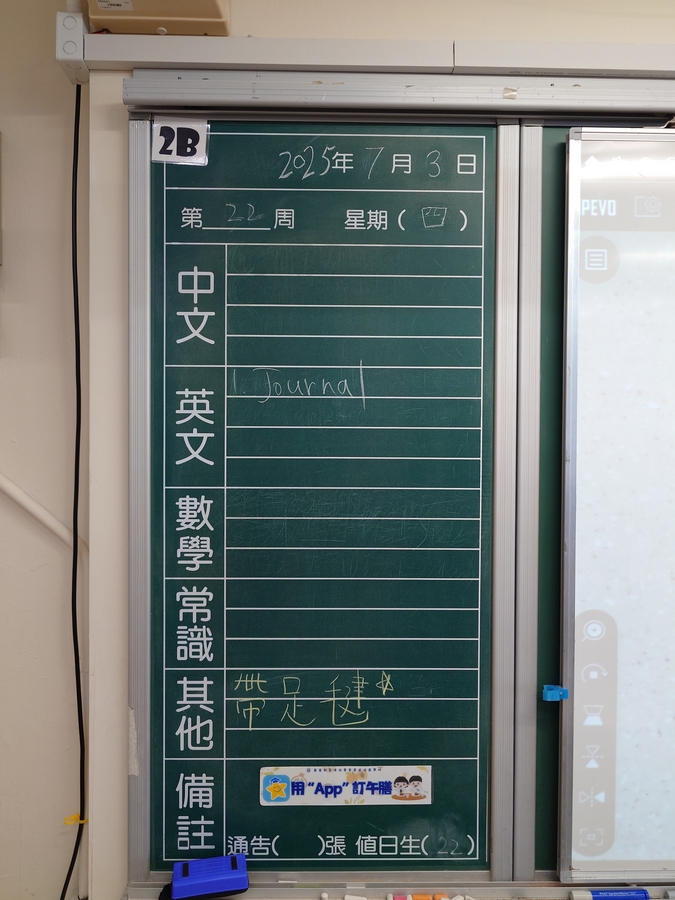 2B
2025年 7 月 3 日
第 22 周 星期 ( 四 )
中文
英文
1. Journal
數學
常識
其他
帶足毽*
備註
用 "App" 訂午膳
通告( )張 值日生( 22 )
PEVO